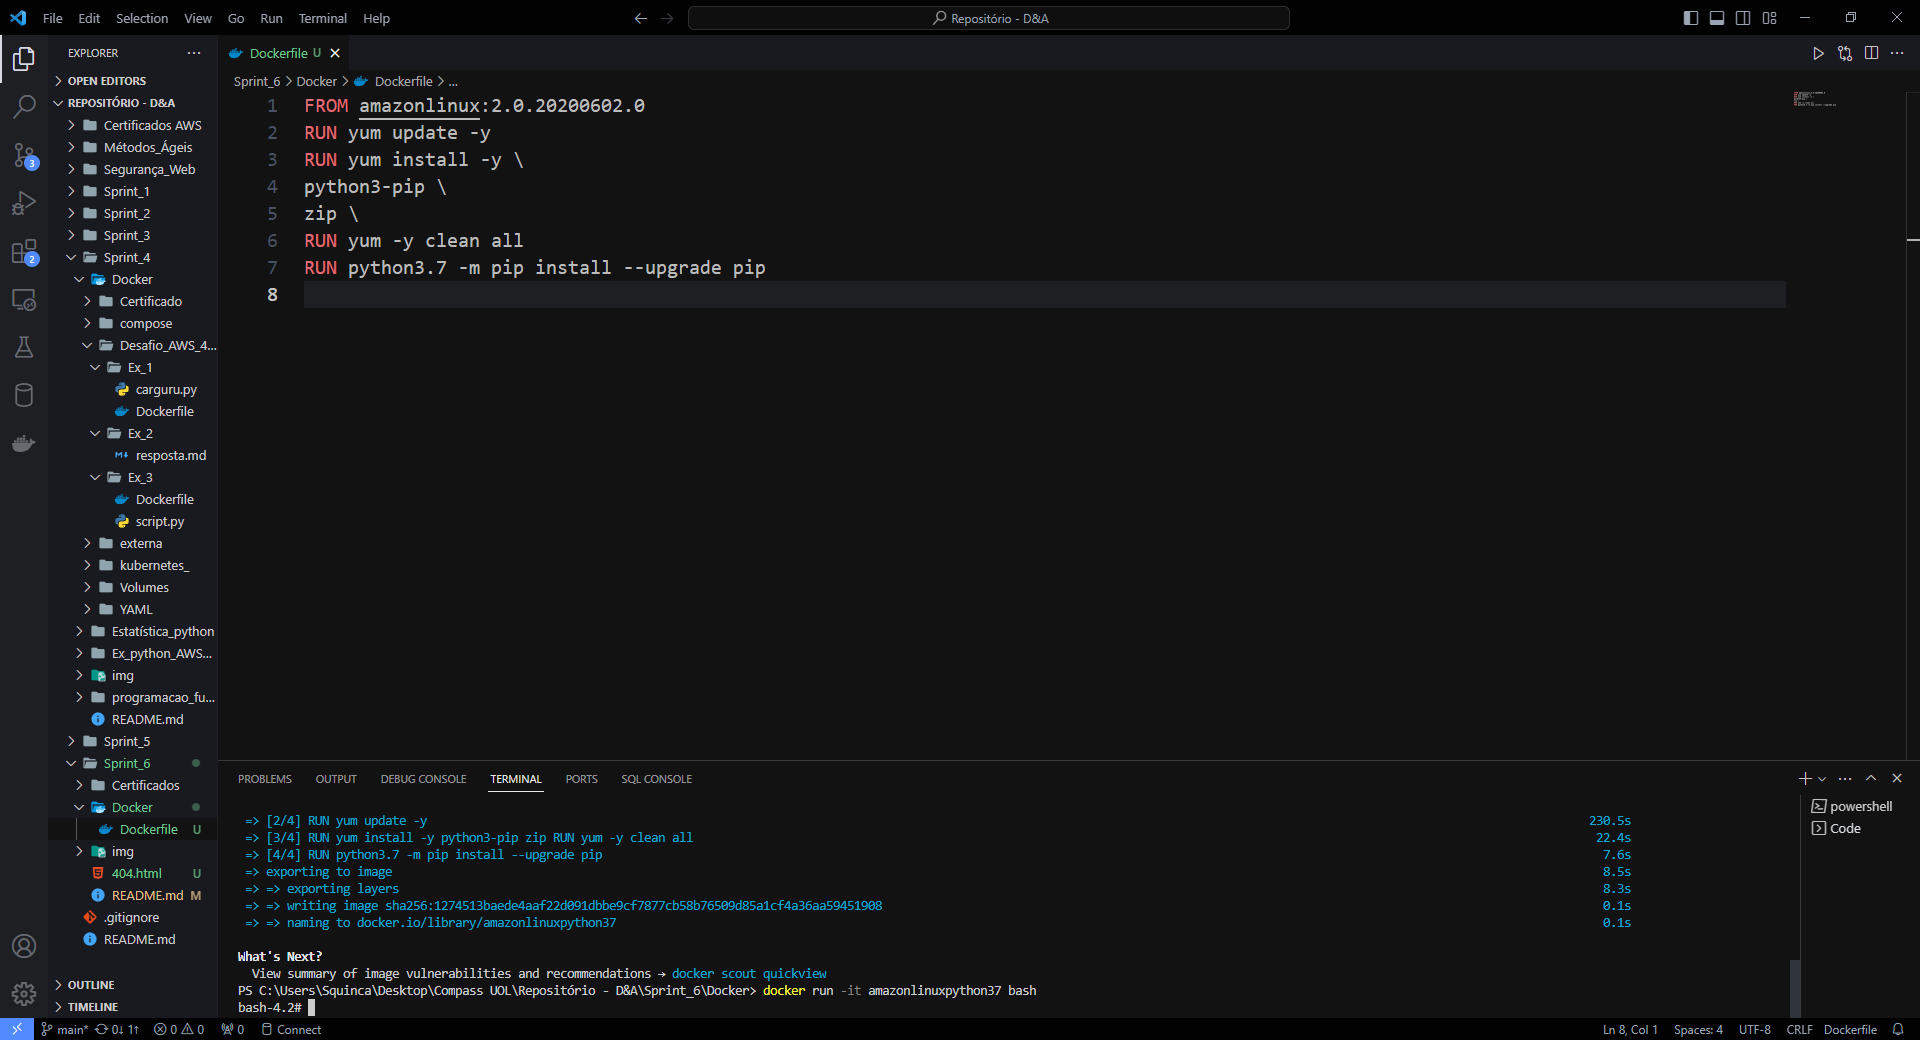 File Edit Selection View Go Run Terminal Help
Repositório - D&A
EXPLORER
OPEN EDITORS
REPOSITÓRIO - D&A
Certificados AWS
Métodos_Ágeis
Segurança_Web
Sprint_1
Sprint_2
Sprint_3
Sprint_4
Docker
Certificado
compose
Desafio_AWS_4...
Ex_1
carguru.py
Dockerfile
Ex_2
resposta.md
Ex_3
Dockerfile
script.py
externa
kubernetes_
Volumes
YAML
Estatística_python
Ex_python_AWS...
img
programacao_fu...
README.md
Sprint_5
Sprint_6
Certificados
Docker
Dockerfile U
img
404.html U
README.md M
.gitignore
README.md
OUTLINE
TIMELINE
3
2
Dockerfile U
Sprint_6 > Docker > Dockerfile > ...
1 FROM amazonlinux:2.0.20200602.0
2 RUN yum update -y
3 RUN yum install -y \
4 python3-pip \
5 zip \
6 RUN yum -y clean all
7 RUN python3.7 -m pip install --upgrade pip
8
PROBLEMS OUTPUT DEBUG CONSOLE TERMINAL PORTS SQL CONSOLE
=> [2/4] RUN yum update -y 230.5s
=> [3/4] RUN yum install -y python3-pip zip RUN yum -y clean all 22.4s
=> [4/4] RUN python3.7 -m pip install --upgrade pip 7.6s
=> exporting to image 8.5s
=> => exporting layers 8.3s
=> => writing image sha256:1274513baede4aaf22d091dbbe9cf7877cb58b76509d85a1cf4a36aa59451908 0.1s
=> => naming to docker.io/library/amazonlinuxpython37 0.1s
What's Next?
View summary of image vulnerabilities and recommendations → docker scout quickview
PS C:\Users\Squinca\Desktop\Compass UOL\Repositório - D&A\Sprint_6\Docker> docker run -it amazonlinuxpython37 bash
bash-4.2#
powershell
Code
main* 0↓ 1↑ 0 0 0 Connect
Ln 8, Col 1 Spaces: 4 UTF-8 CRLF Dockerfile